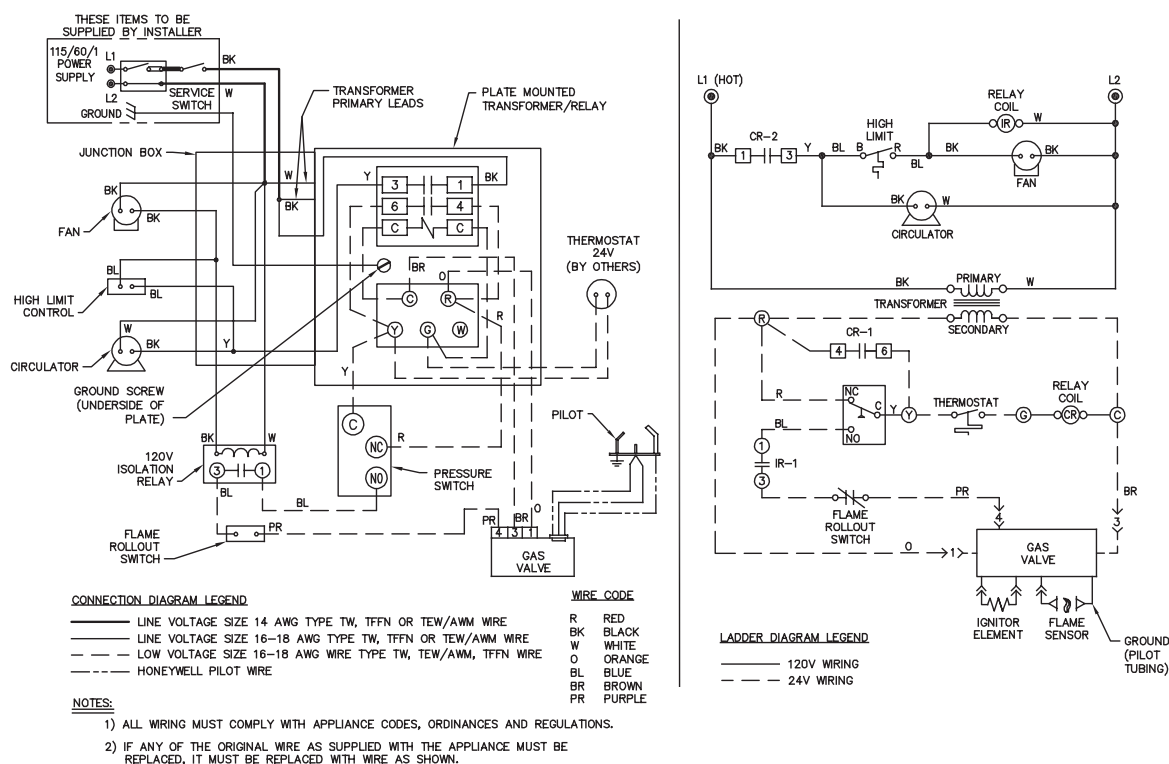 THESE ITEMS TO BE
SUPPLIED BY INSTALLER
115/60/1
POWER
SUPPLY
L1
L2
BK
W
SERVICE
SWITCH
GROUND
TRANSFORMER
PRIMARY LEADS
PLATE MOUNTED
TRANSFORMER/RELAY
JUNCTION BOX
W
BK
Y
3
1
BK
6
4
C
C
BK
BK
FAN
BR
O
THERMOSTAT
24V
(BY OTHERS)
C
R
R
Y
G
W
BL
BL
HIGH LIMIT
CONTROL
W
BK
Y
CIRCULATOR
Y
GROUND SCREW
(UNDERSIDE OF
PLATE)
PILOT
C
NC
R
NO
PRESSURE
SWITCH
BK
W
3
1
120V
ISOLATION
RELAY
BL
BL
PR
FLAME
ROLLOUT
SWITCH
PR
BR
O
4
3
1
GAS
VALVE
CONNECTION DIAGRAM LEGEND
LINE VOLTAGE SIZE 14 AWG TYPE TW, TFFN OR TEW/AWM WIRE
LINE VOLTAGE SIZE 16-18 AWG TYPE TW, TFFN OR TEW/AWM WIRE
LOW VOLTAGE SIZE 16-18 AWG WIRE TYPE TW, TEW/AWM, TFFN WIRE
HONEYWELL PILOT WIRE
WIRE CODE
R RED
BK BLACK
W WHITE
O ORANGE
BL BLUE
BR BROWN
PR PURPLE
NOTES:
1) ALL WIRING MUST COMPLY WITH APPLIANCE CODES, ORDINANCES AND REGULATIONS.
2) IF ANY OF THE ORIGINAL WIRE AS SUPPLIED WITH THE APPLIANCE MUST BE
REPLACED, IT MUST BE REPLACED WITH WIRE AS SHOWN.
L1 (HOT)
L2
RELAY
COIL
IR
W
HIGH
LIMIT
CR-2
BK
1
3
Y
BL
B
R
BL
BK
BK
FAN
BK
W
CIRCULATOR
BK
PRIMARY
W
TRANSFORMER
SECONDARY
R
CR-1
4
6
NC
R
C
Y
Y
THERMOSTAT
G
RELAY
COIL
CR
C
BL
NO
1
IR-1
3
PR
BR
FLAME
ROLLOUT
SWITCH
4
3
O
1
GAS
VALVE
IGNITOR
ELEMENT
FLAME
SENSOR
GROUND
(PILOT
TUBING)
LADDER DIAGRAM LEGEND
120V WIRING
24V WIRING